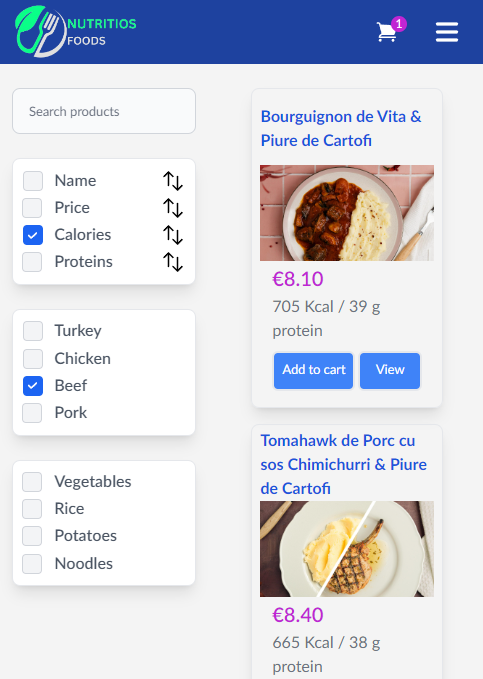 NUTRITIOS
FOODS
1
Search products
Name
Price
Calories
Proteins
Turkey
Chicken
Beef
Pork
Vegetables
Rice
Potatoes
Noodles
Bourguignon de Vita &
Piure de Cartofi
€8.10
705 Kcal / 39 g
protein
Add to cart
View
Tomahawk de Porc cu
sos Chimichurri & Piure
de Cartofi
€8.40
665 Kcal / 38 g
protein